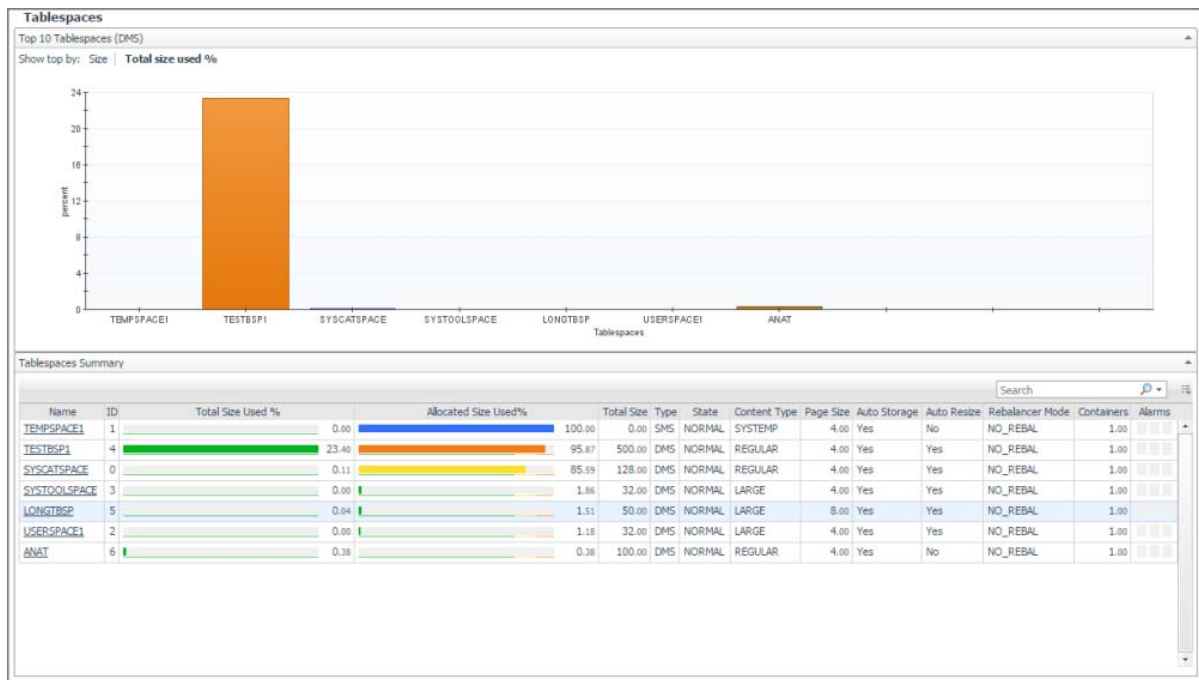 Tablespaces
Top 10 Tablespaces (DMS)
Show top by: Size | Total size used %
24
20
16
12
8
4
0
percent
TEMPSPACE1 TESTBSP1 SYSCATSPACE SYSTOOLSPACE LONGTBSP USERSPACE1 ANAT
Tablespaces
Tablespaces Summary
Search
Name ID Total Size Used % Allocated Size Used% Total Size Type State Content Type Page Size Auto Storage Auto Resize Rebalancer Mode Containers Alarms
TEMPSPACE1 1 0.00 100.00 0.00 SMS NORMAL SYSTEMP 4.00 Yes No NO_REBAL 1.00
TESTBSP1 4 23.40 95.87 500.00 DMS NORMAL REGULAR 4.00 Yes Yes NO_REBAL 1.00
SYSCATSPACE 0 0.11 85.59 128.00 DMS NORMAL REGULAR 4.00 Yes Yes NO_REBAL 1.00
SYSTOOLSPACE 3 0.00 1.86 32.00 DMS NORMAL LARGE 4.00 Yes Yes NO_REBAL 1.00
LONGTBSP 5 0.04 1.51 50.00 DMS NORMAL LARGE 8.00 Yes Yes NO_REBAL 1.00
USERSPACE1 2 0.00 1.18 32.00 DMS NORMAL LARGE 4.00 Yes Yes NO_REBAL 1.00
ANAT 6 0.38 0.38 100.00 DMS NORMAL REGULAR 4.00 Yes No NO_REBAL 1.00